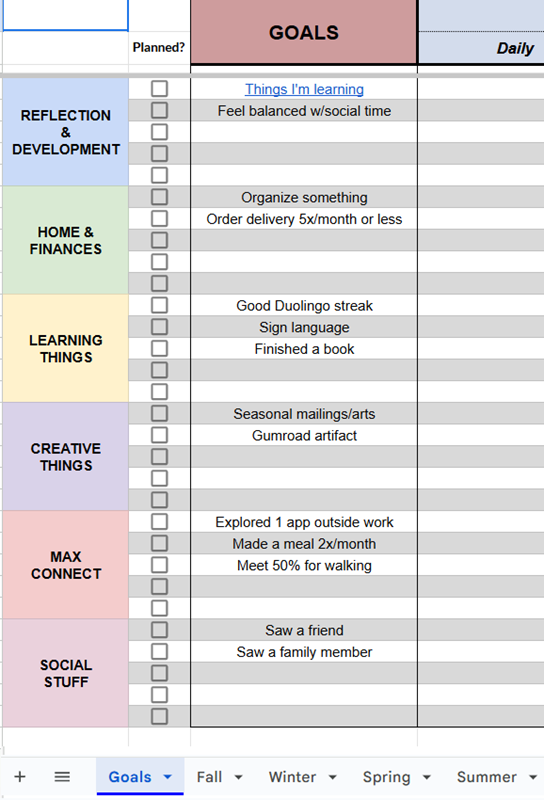 GOALS
Planned?
Daily
REFLECTION
&
DEVELOPMENT
Things I'm learning
Feel balanced w/social time
HOME &
FINANCES
Organize something
Order delivery 5x/month or less
LEARNING
THINGS
Good Duolingo streak
Sign language
Finished a book
CREATIVE
THINGS
Seasonal mailings/arts
Gumroad artifact
MAX
CONNECT
Explored 1 app outside work
Made a meal 2x/month
Meet 50% for walking
SOCIAL
STUFF
Saw a friend
Saw a family member
Goals Fall Winter Spring Summer